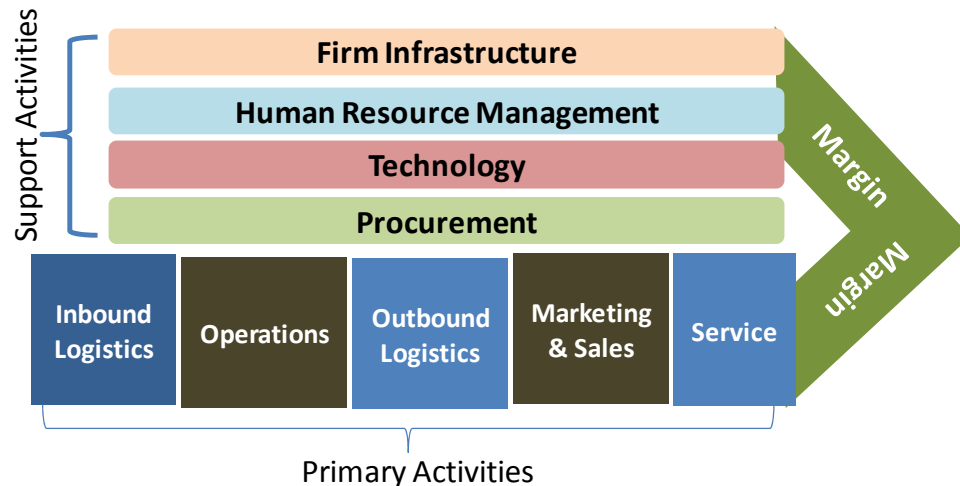 Support Activities
Firm Infrastructure
Human Resource Management
Technology
Procurement
Margin
Margin
Inbound
Logistics
Operations
Outbound
Logistics
Marketing
& Sales
Service
Primary Activities